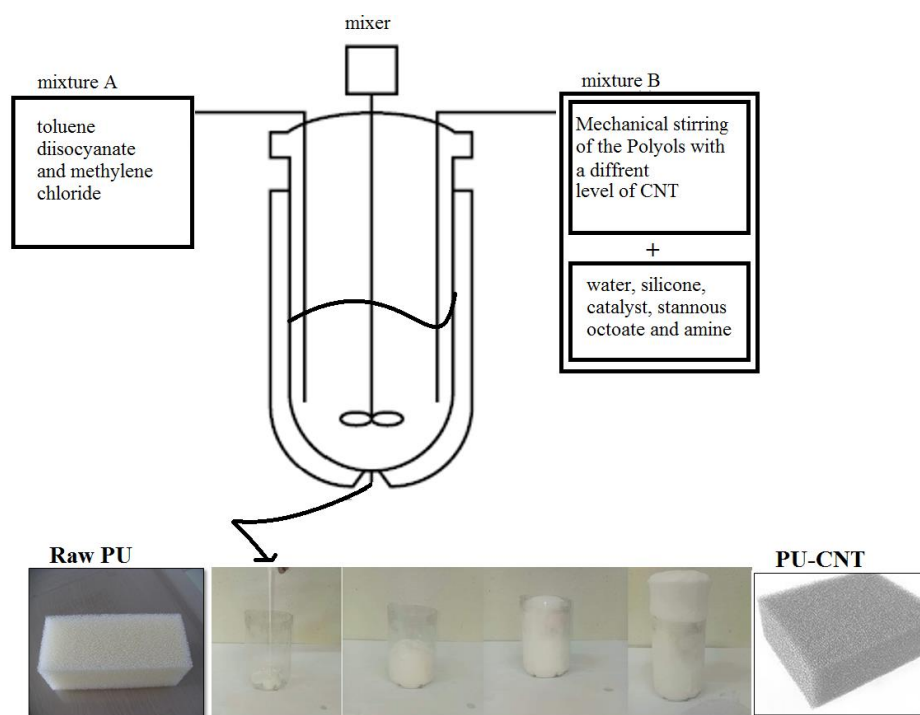 mixer
mixture A
toluene
diisocyanate
and methylene
chloride
mixture B
Mechanical stirring
of the Polyols with
a diffrent
level of CNT
+
water, silicone,
catalyst, stannous
octoate and amine
Raw PU
PU-CNT